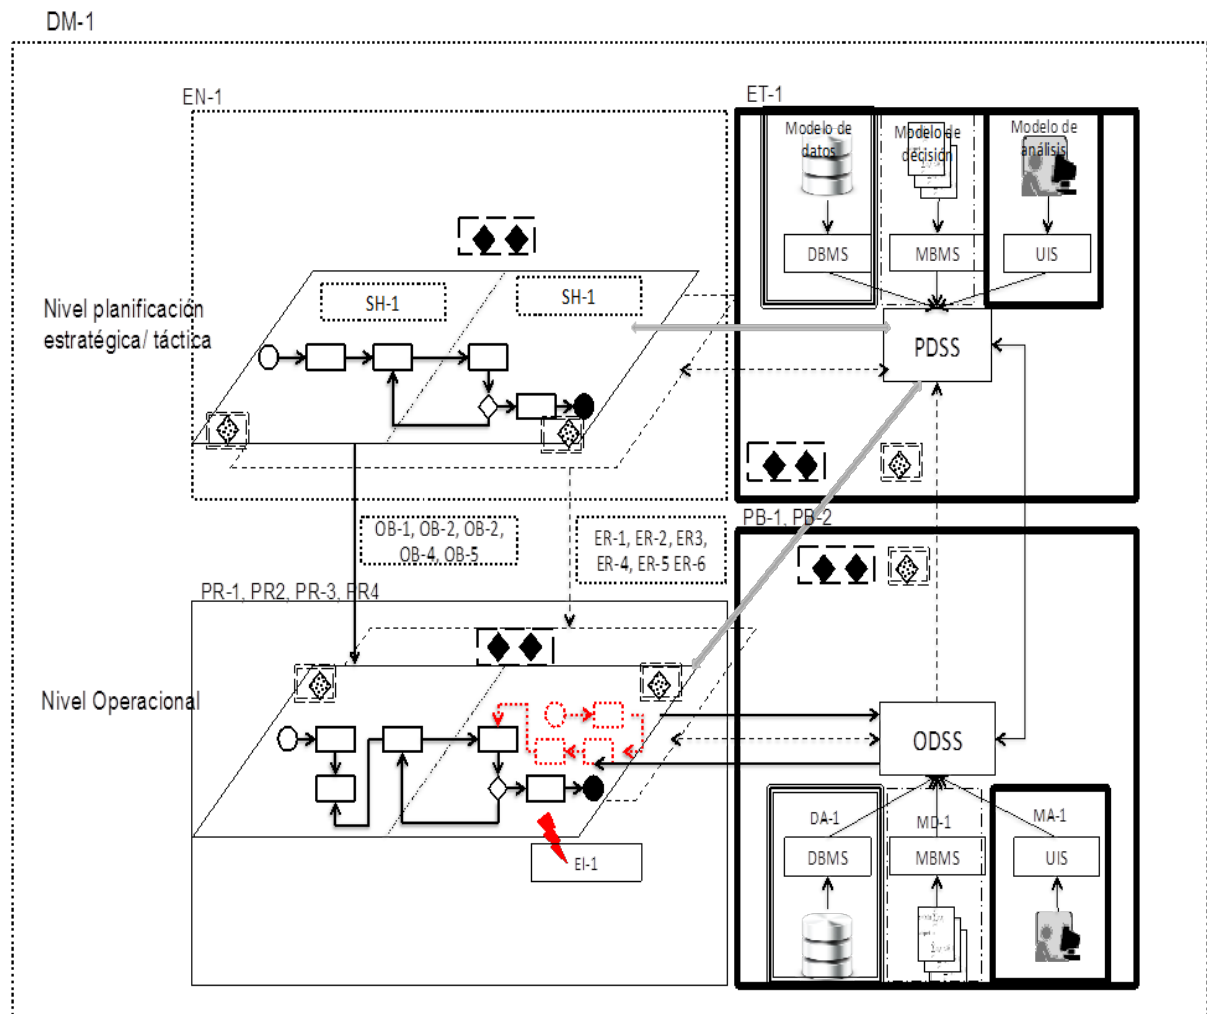 DM-1
EN-1
ET-1
Modelo de
datos
Modelo de
decisión
Modelo de
análisis
DBMS
MBMS
UIS
SH-1
SH-1
Nivel planificación
estratégica/ táctica
PDSS
OB-1, OB-2, OB-2,
OB-4, OB-5
ER-1, ER-2, ER3,
ER-4, ER-5 ER-6
PB-1, PB-2
PR-1, PR2, PR-3, PR4
Nivel Operacional
ODSS
DA-1
MD-1
MA-1
DBMS
MBMS
UIS
EI-1